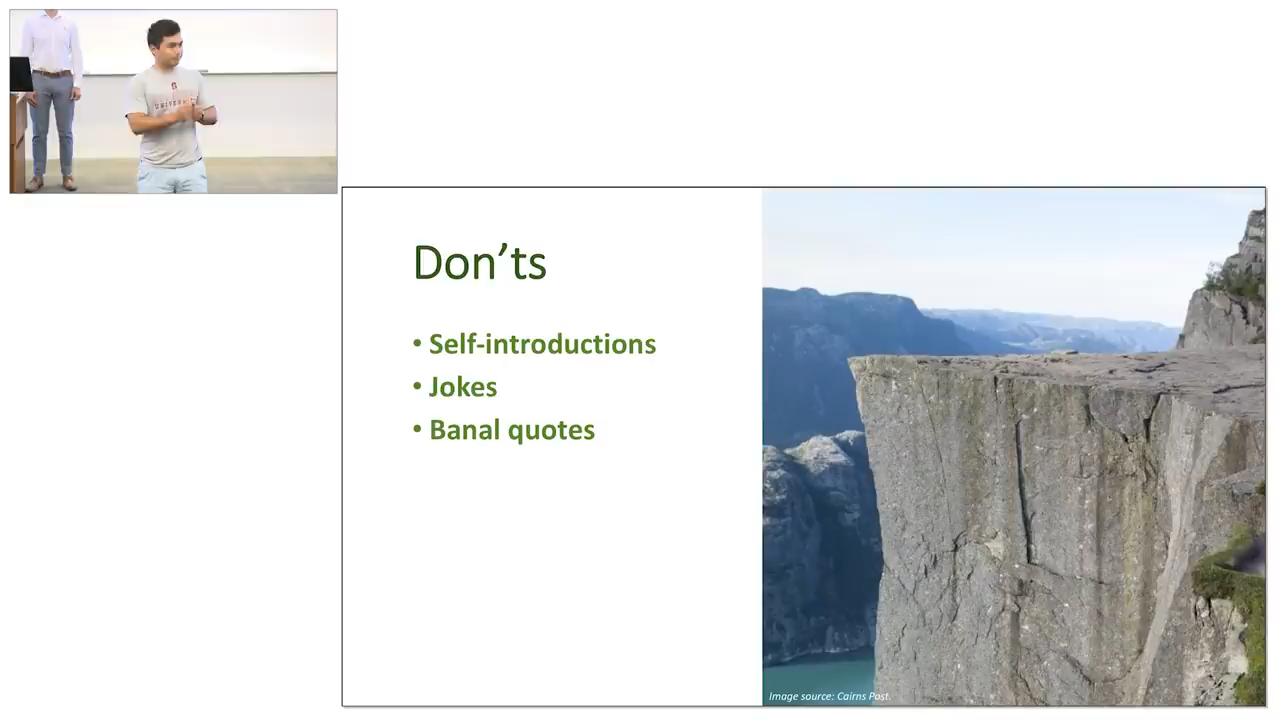 Don'ts
• Self-introductions
• Jokes
• Banal quotes
Image source: Cairns Post.